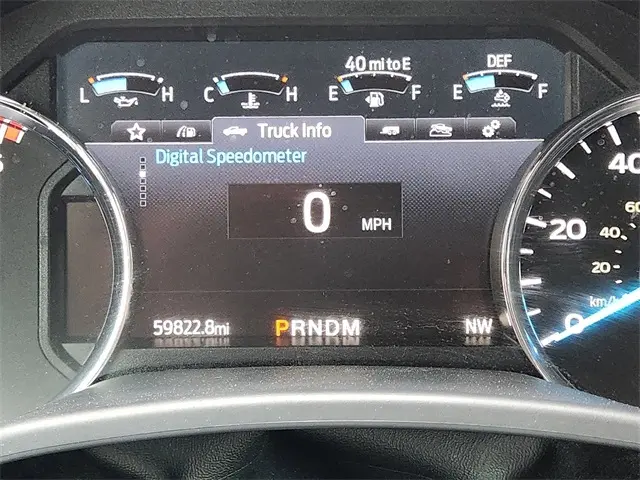 40 mi to E
DEF
L H
C H
E F
E F
Truck Info
Digital Speedometer
0 MPH
59822.8mi
PRNDM
NW
40
60
20
40
20
km/h
0